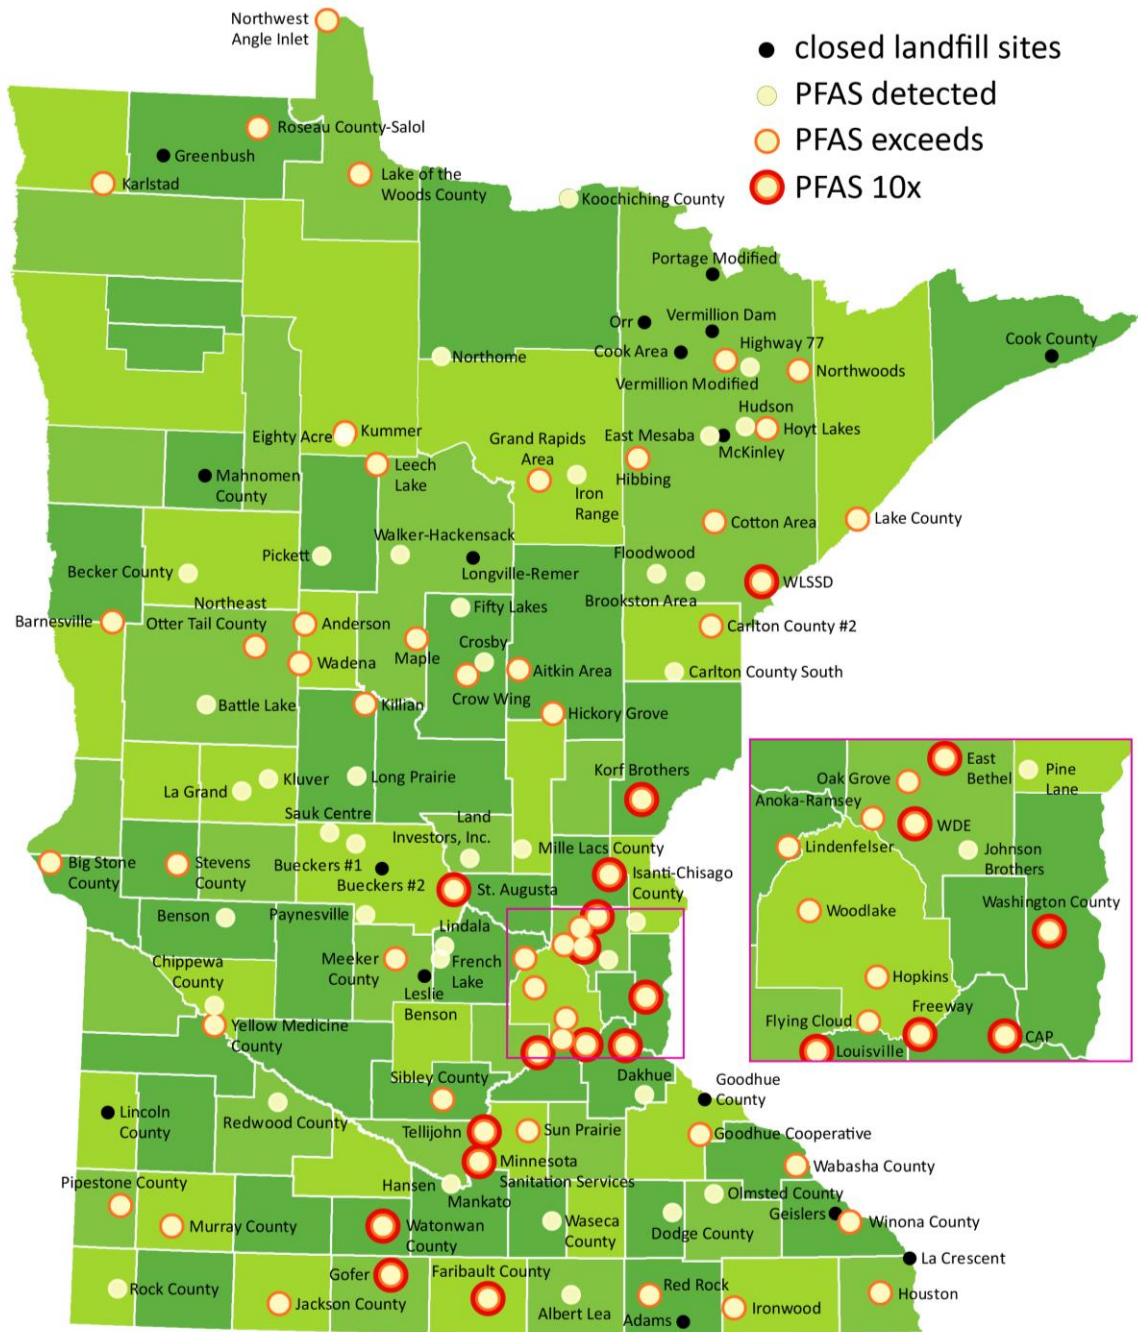 Northwest
Angle Inlet
closed landfill sites
PFAS detected
PFAS exceeds
PFAS 10x
Roseau County-Salol
Greenbush
Karlstad
Lake of the
Woods County
Koochiching County
Portage Modified
Orr
Vermillion Dam
Cook Area
Highway 77
Cook County
Northome
Vermillion Modified
Northwoods
Hudson
Eighty Acre
Kummer
Grand Rapids
Area
East Mesaba
Hoyt Lakes
McKinley
Leech
Lake
Hibbing
Mahnomen
County
Iron
Range
Cotton Area
Lake County
Walker-Hackensack
Pickett
Floodwood
Longville-Remer
Becker County
WLSSD
Brookston Area
Northeast
Otter Tail County
Fifty Lakes
Barnesville
Anderson
Carlton County #2
Maple
Crosby
Wadena
Aitkin Area
Carlton County South
Crow Wing
Battle Lake
Killian
Hickory Grove
Korf Brothers
East
Bethel
Oak Grove
Pine
Lane
Kluver
Long Prairie
La Grand
Anoka-Ramsey
Sauk Centre
Land
Investors, Inc.
WDE
Lindenfelser
Johnson
Brothers
Mille Lacs County
Big Stone
County
Stevens
County
Bueckers #1
Bueckers #2
St. Augusta
Isanti-Chisago
County
Washington County
Woodlake
Benson
Paynesville
Lindala
Meeker
County
French
Lake
Chippewa
County
Leslie
Benson
Hopkins
Freeway
Flying Cloud
Yellow Medicine
County
CAP
Louisville
Sibley County
Dakhue
Goodhue
County
Lincoln
County
Redwood County
Tellijohn
Sun Prairie
Goodhue Cooperative
Minnesota
Sanitation Services
Wabasha County
Pipestone County
Hansen
Mankato
Olmsted County
Geislers
Murray County
Watonwan
County
Waseca
County
Dodge County
Winona County
La Crescent
Gofer
Faribault County
Rock County
Jackson County
Albert Lea
Red Rock
Adams
Ironwood
Houston